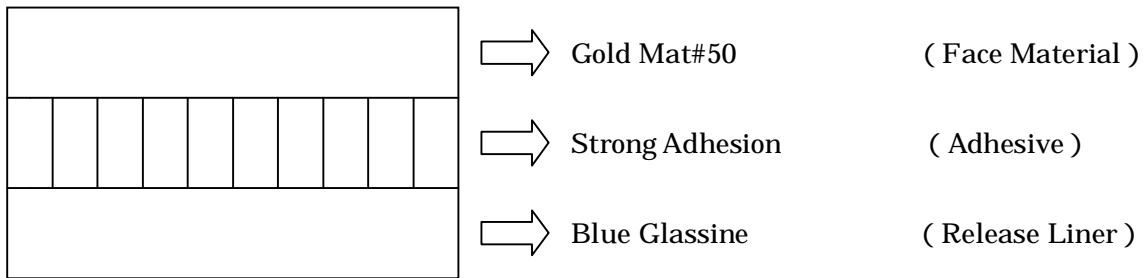 Gold Mat#50 ( Face Material )
Strong Adhesion ( Adhesive )
Blue Glassine ( Release Liner )